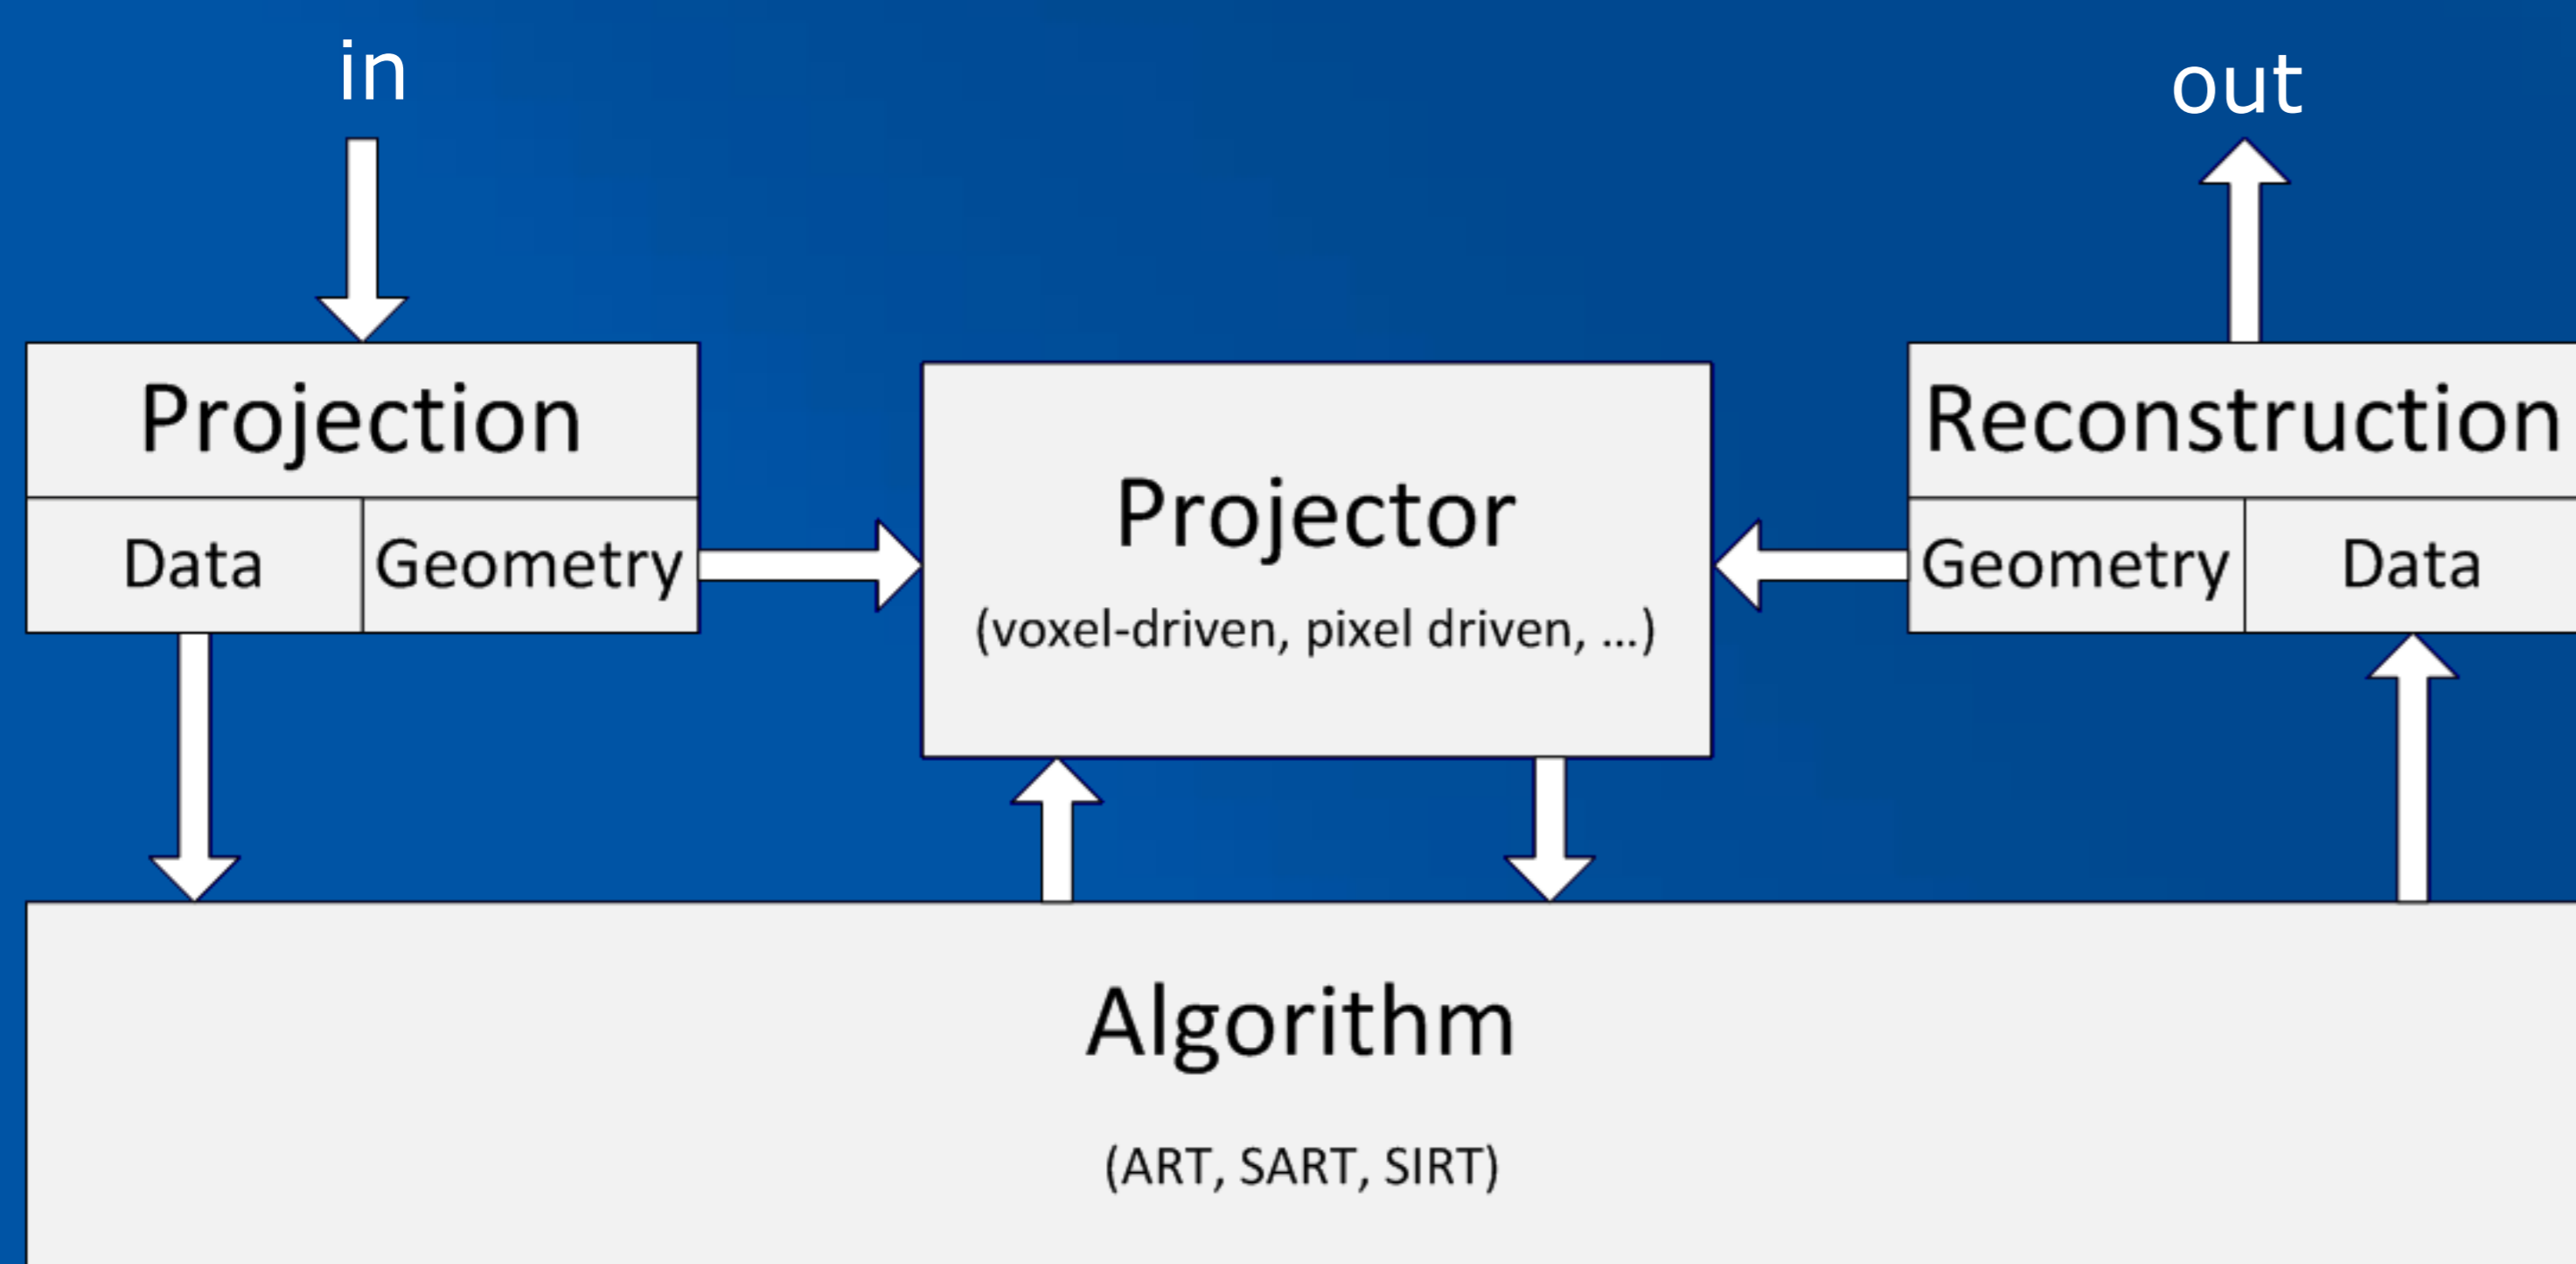 in
out
Projection
Data
Geometry
Projector
(voxel-driven, pixel driven, ...)
Reconstruction
Geometry
Data
Algorithm
(ART, SART, SIRT)